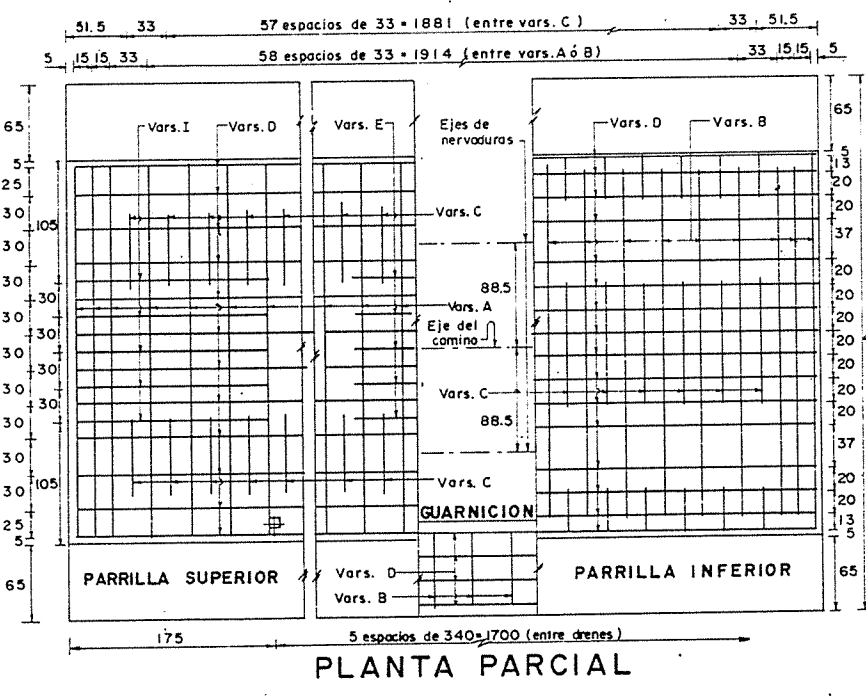 51.5 33 57 espacios de 33 = 1881 (entre vars. C) 33 51.5
5 15 15 33 58 espacios de 33 = 1914 (entre vars. A ó B) 33 15 15 5
65 65
Vars. I Vars. D Vars. E Ejes de Vars. D Vars. B
nervaduras
5 5
25 13
30 20
105 Vars. C 20
30 37
30 20
30 88.5 20
30 Vars. A 20
30 Eje del 20
30 camino 20
30 20
30 Vars. C 20
30 20
30 88.5 37
30 20
30 105 Vars. C 20
25 GUARNICION 13
5 5
65 65
PARRILLA SUPERIOR Vars. D PARRILLA INFERIOR
Vars. B
175 5 espacios de 340=1700 (entre drenes)
PLANTA PARCIAL